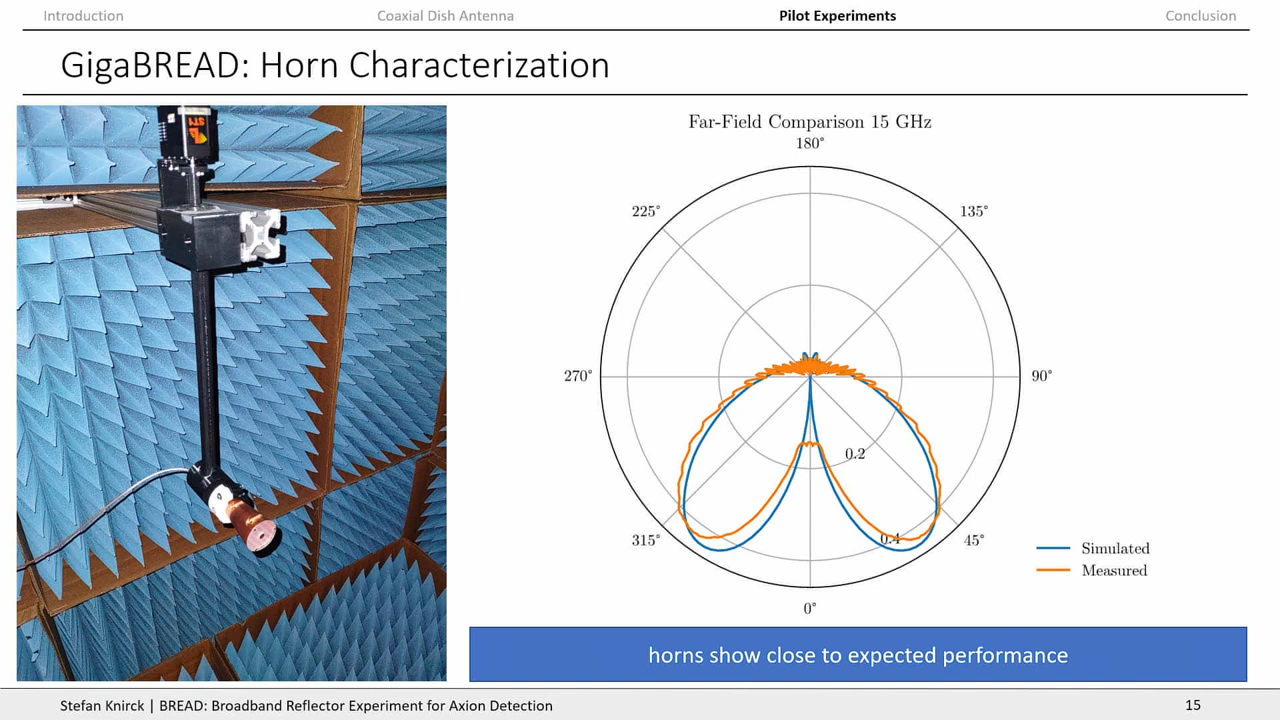 Introduction
Coaxial Dish Antenna
Pilot Experiments
Conclusion
GigaBREAD: Horn Characterization
Far-Field Comparison 15 GHz
180°
225°
135°
270°
90°
0.2
0.4
315°
45°
0°
Simulated
Measured
horns show close to expected performance
Stefan Knirck | BREAD: Broadband Reflector Experiment for Axion Detection
15